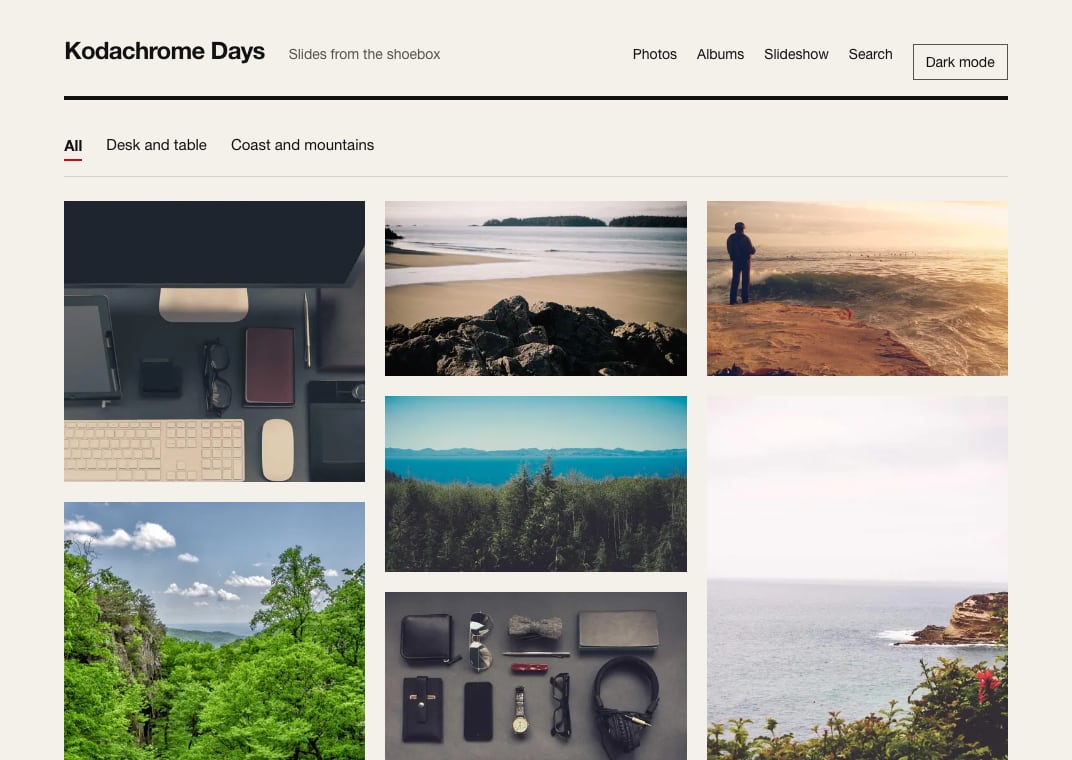 Kodachrome Days
Slides from the shoebox
Photos
Albums
Slideshow
Search
Dark mode
All
Desk and table
Coast and mountains